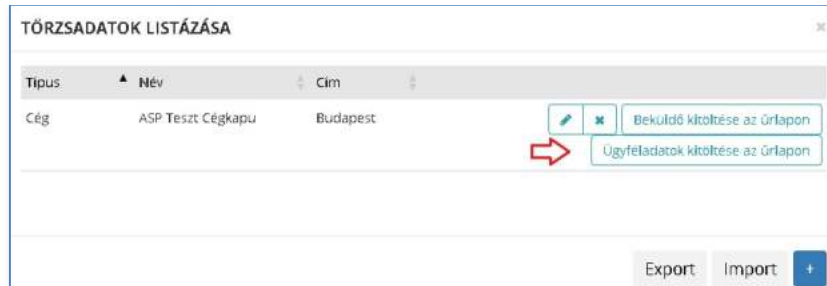 TÖRZSADATOK LISTÁZÁSA
Típus Név Cím
Cég ASP Teszt Cégkapu Budapest Beküldő kitöltése az űrlapon
Ügyféladatok kitöltése az űrlapon
Export Import +